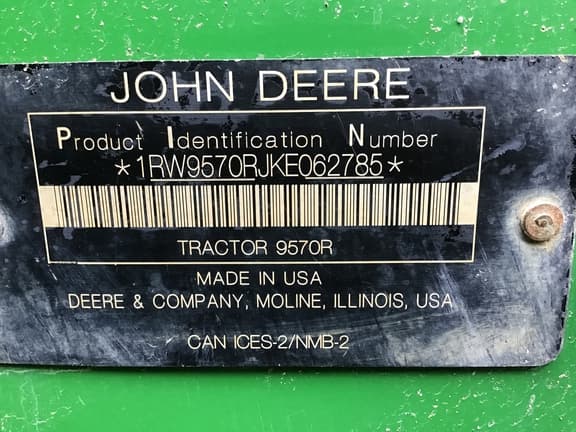 JOHN DEERE
Product Identification Number
*1RW9570RJKE062785*
TRACTOR 9570R
MADE IN USA
DEERE & COMPANY, MOLINE, ILLINOIS, USA
CAN ICES-2/NMB-2